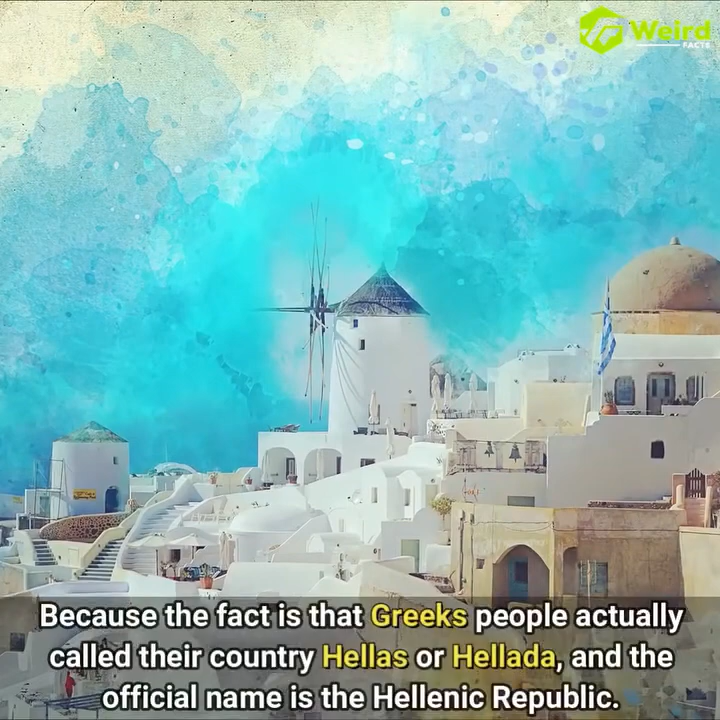 Weird
FACTS
Because the fact is that Greeks people actually
called their country Hellas or Hellada, and the
official name is the Hellenic Republic.